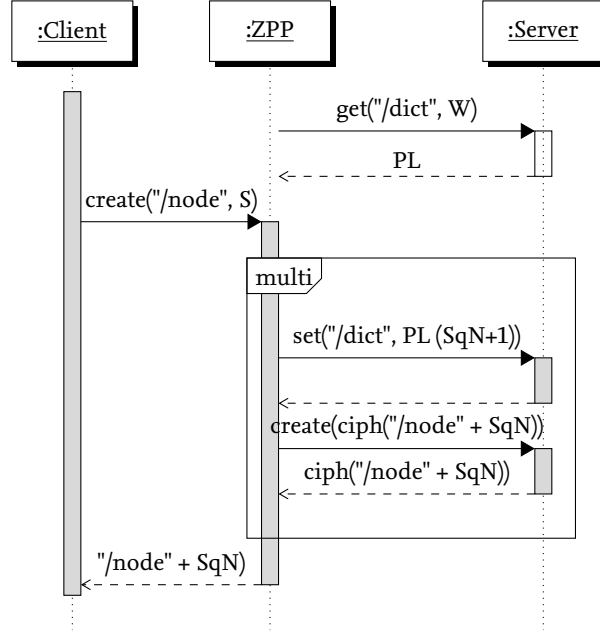 :Client
:ZPP
:Server
get("/dict", W)
PL
create("/node", S)
multi
set("/dict", PL (SqN+1))
create(ciph("/node" + SqN))
ciph("/node" + SqN))
"/node" + SqN)